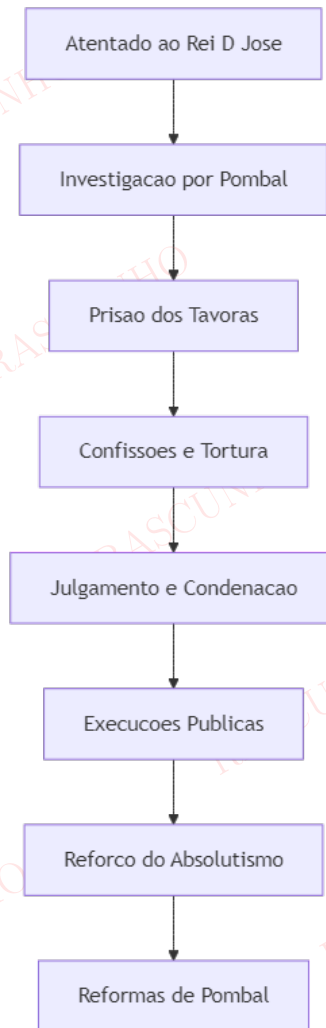 Atentado ao Rei D Jose
Investigacao por Pombal
Prisao dos Tavoras
Confissoes e Tortura
RASCUNHO
Julgamento e Condenacao
Execucoes Publicas
Reforco do Absolutismo
Reformas de Pombal